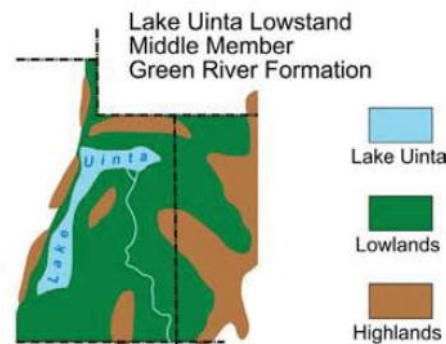 Lake Uinta Lowstand
Middle Member
Green River Formation
Uinta
Lake
Lake Uinta
Lowlands
Highlands